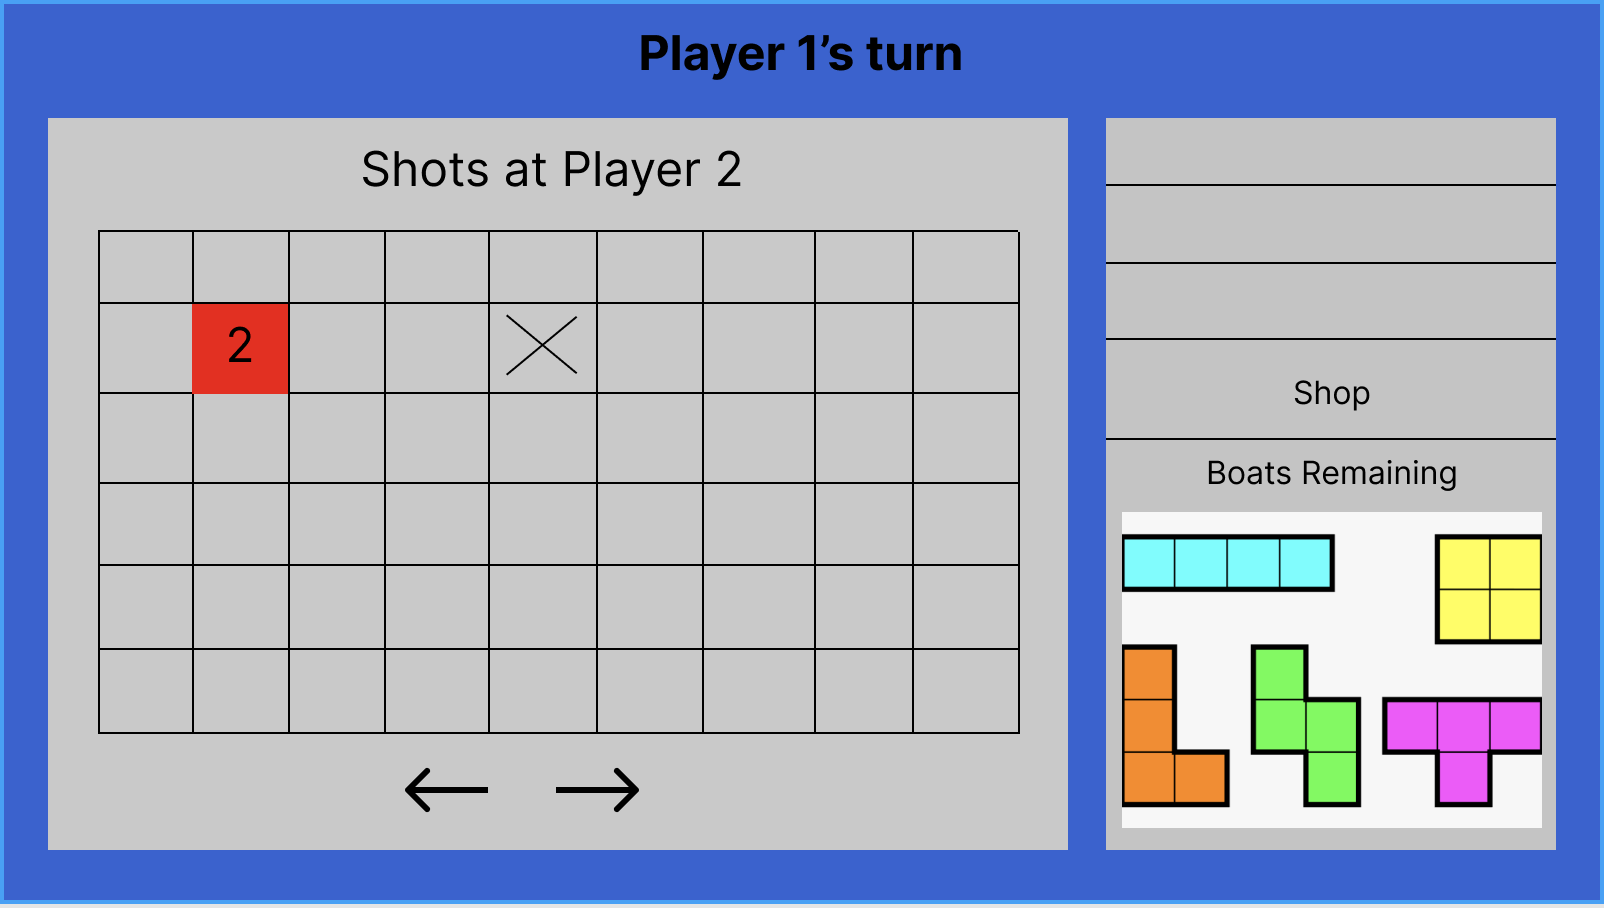 Player 1’s turn
Shots at Player 2
2
Shop
Boats Remaining